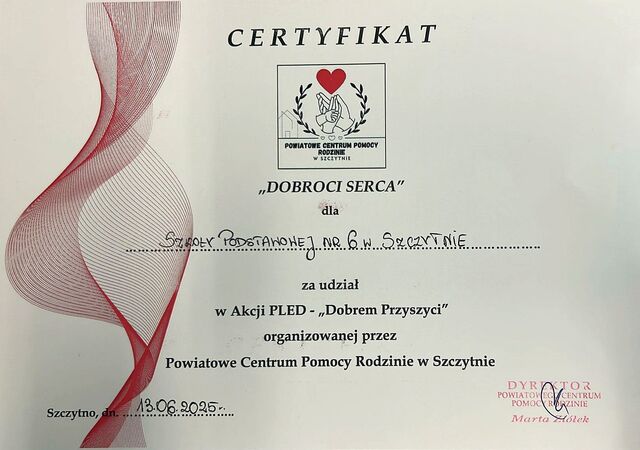 CERTYFIKAT
POWIATOWE CENTRUM POMOCY
RODZINIE
W SZCZYTNIE
„DOBROCI SERCA”
dla
SZKOŁY PODSTAWOWEJ NR 6 W SZCZYTNIE
za udział
w Akcji PLED - „Dobrem Przyszyci”
organizowanej przez
Powiatowe Centrum Pomocy Rodzinie w Szczytnie
Szczytno, dn. 13.06.2025r.
DYREKTOR
POWIATOWEGO CENTRUM
POMOCY RODZINIE
Marta Ziółek